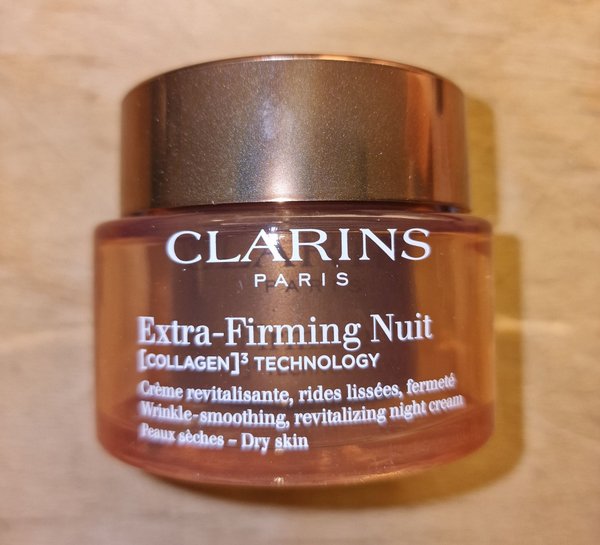 CLARINS
PARIS
Extra-Firming Nuit
[COLLAGEN]³ TECHNOLOGY
Crème revitalisante, rides lissées, fermeté
Wrinkle-smoothing, revitalizing night cream
Peaux sèches – Dry skin